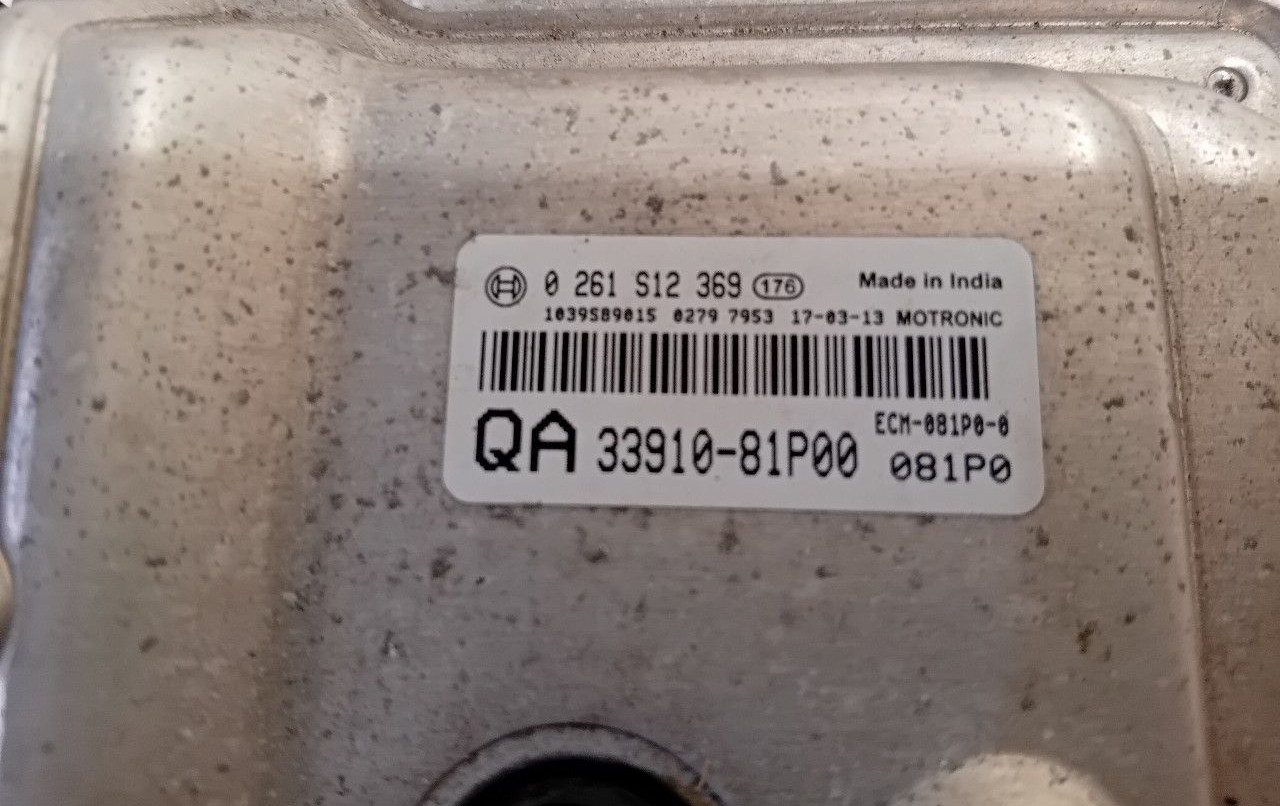 0 261 S12 369 176 Made in India
1039S89015 0279 7953 17-03-13 MOTRONIC
ECM-081P0-0
QA 33910-81P00 081P0